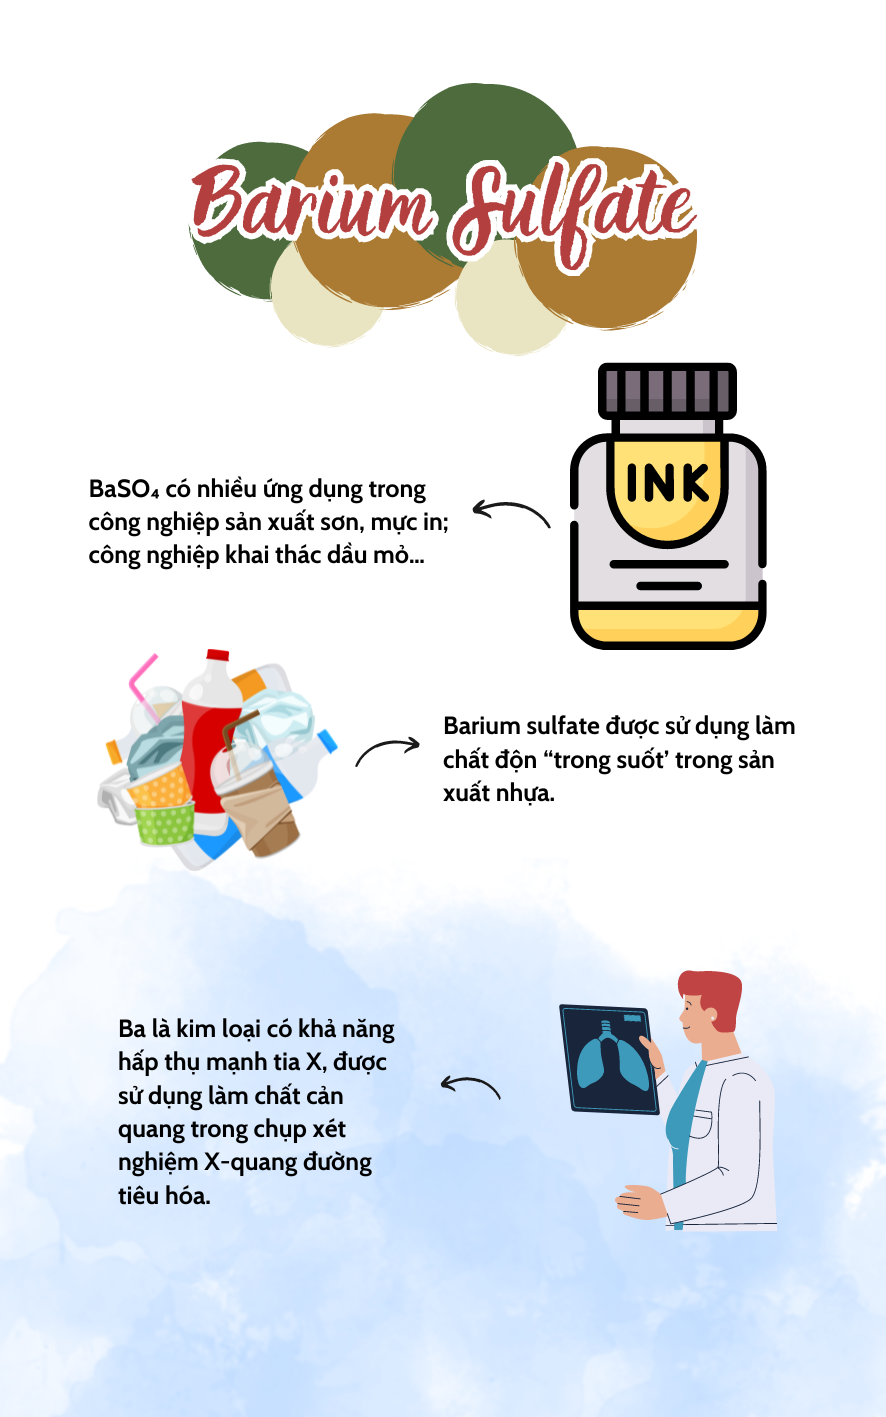 Barium Sulfate
INK
BaSO₄ có nhiều ứng dụng trong
công nghiệp sản xuất sơn, mực in;
công nghiệp khai thác dầu mỏ...
Barium sulfate được sử dụng làm
chất độn “trong suốt’ trong sản
xuất nhựa.
Ba là kim loại có khả năng
hấp thụ mạnh tia X, được
sử dụng làm chất cản
quang trong chụp xét
nghiệm X-quang đường
tiêu hóa.